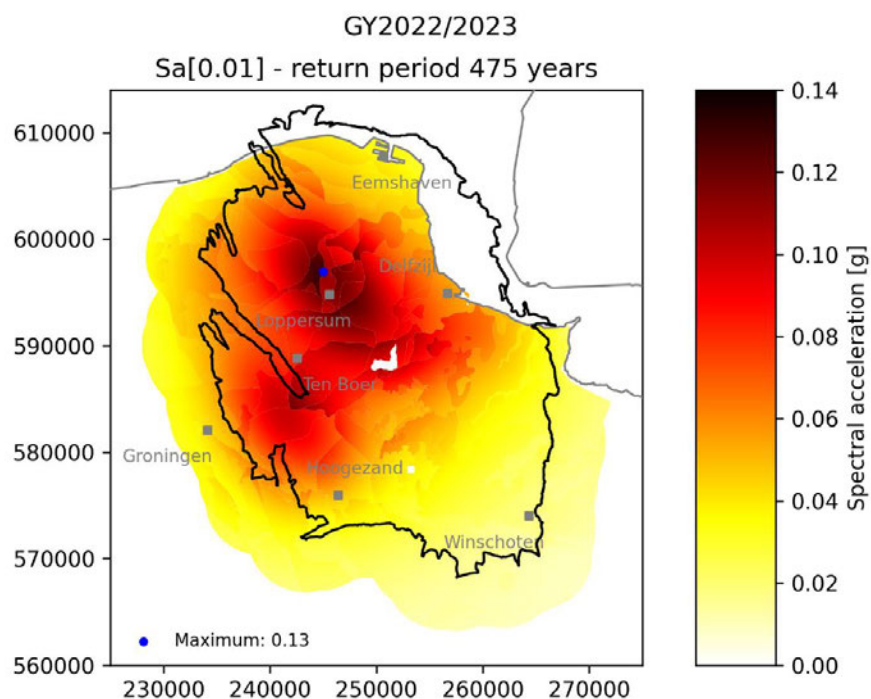 GY2022/2023
Sa[0.01] - return period 475 years
610000
600000
590000
580000
570000
560000
230000 240000 250000 260000 270000
Eemshaven
Delfzijl
Loppersum
Ten Boer
Groningen
Hoogezand
Winschoten
Maximum: 0.13
0.14
0.12
0.10
0.08
0.06
0.04
0.02
0.00
Spectral acceleration [g]